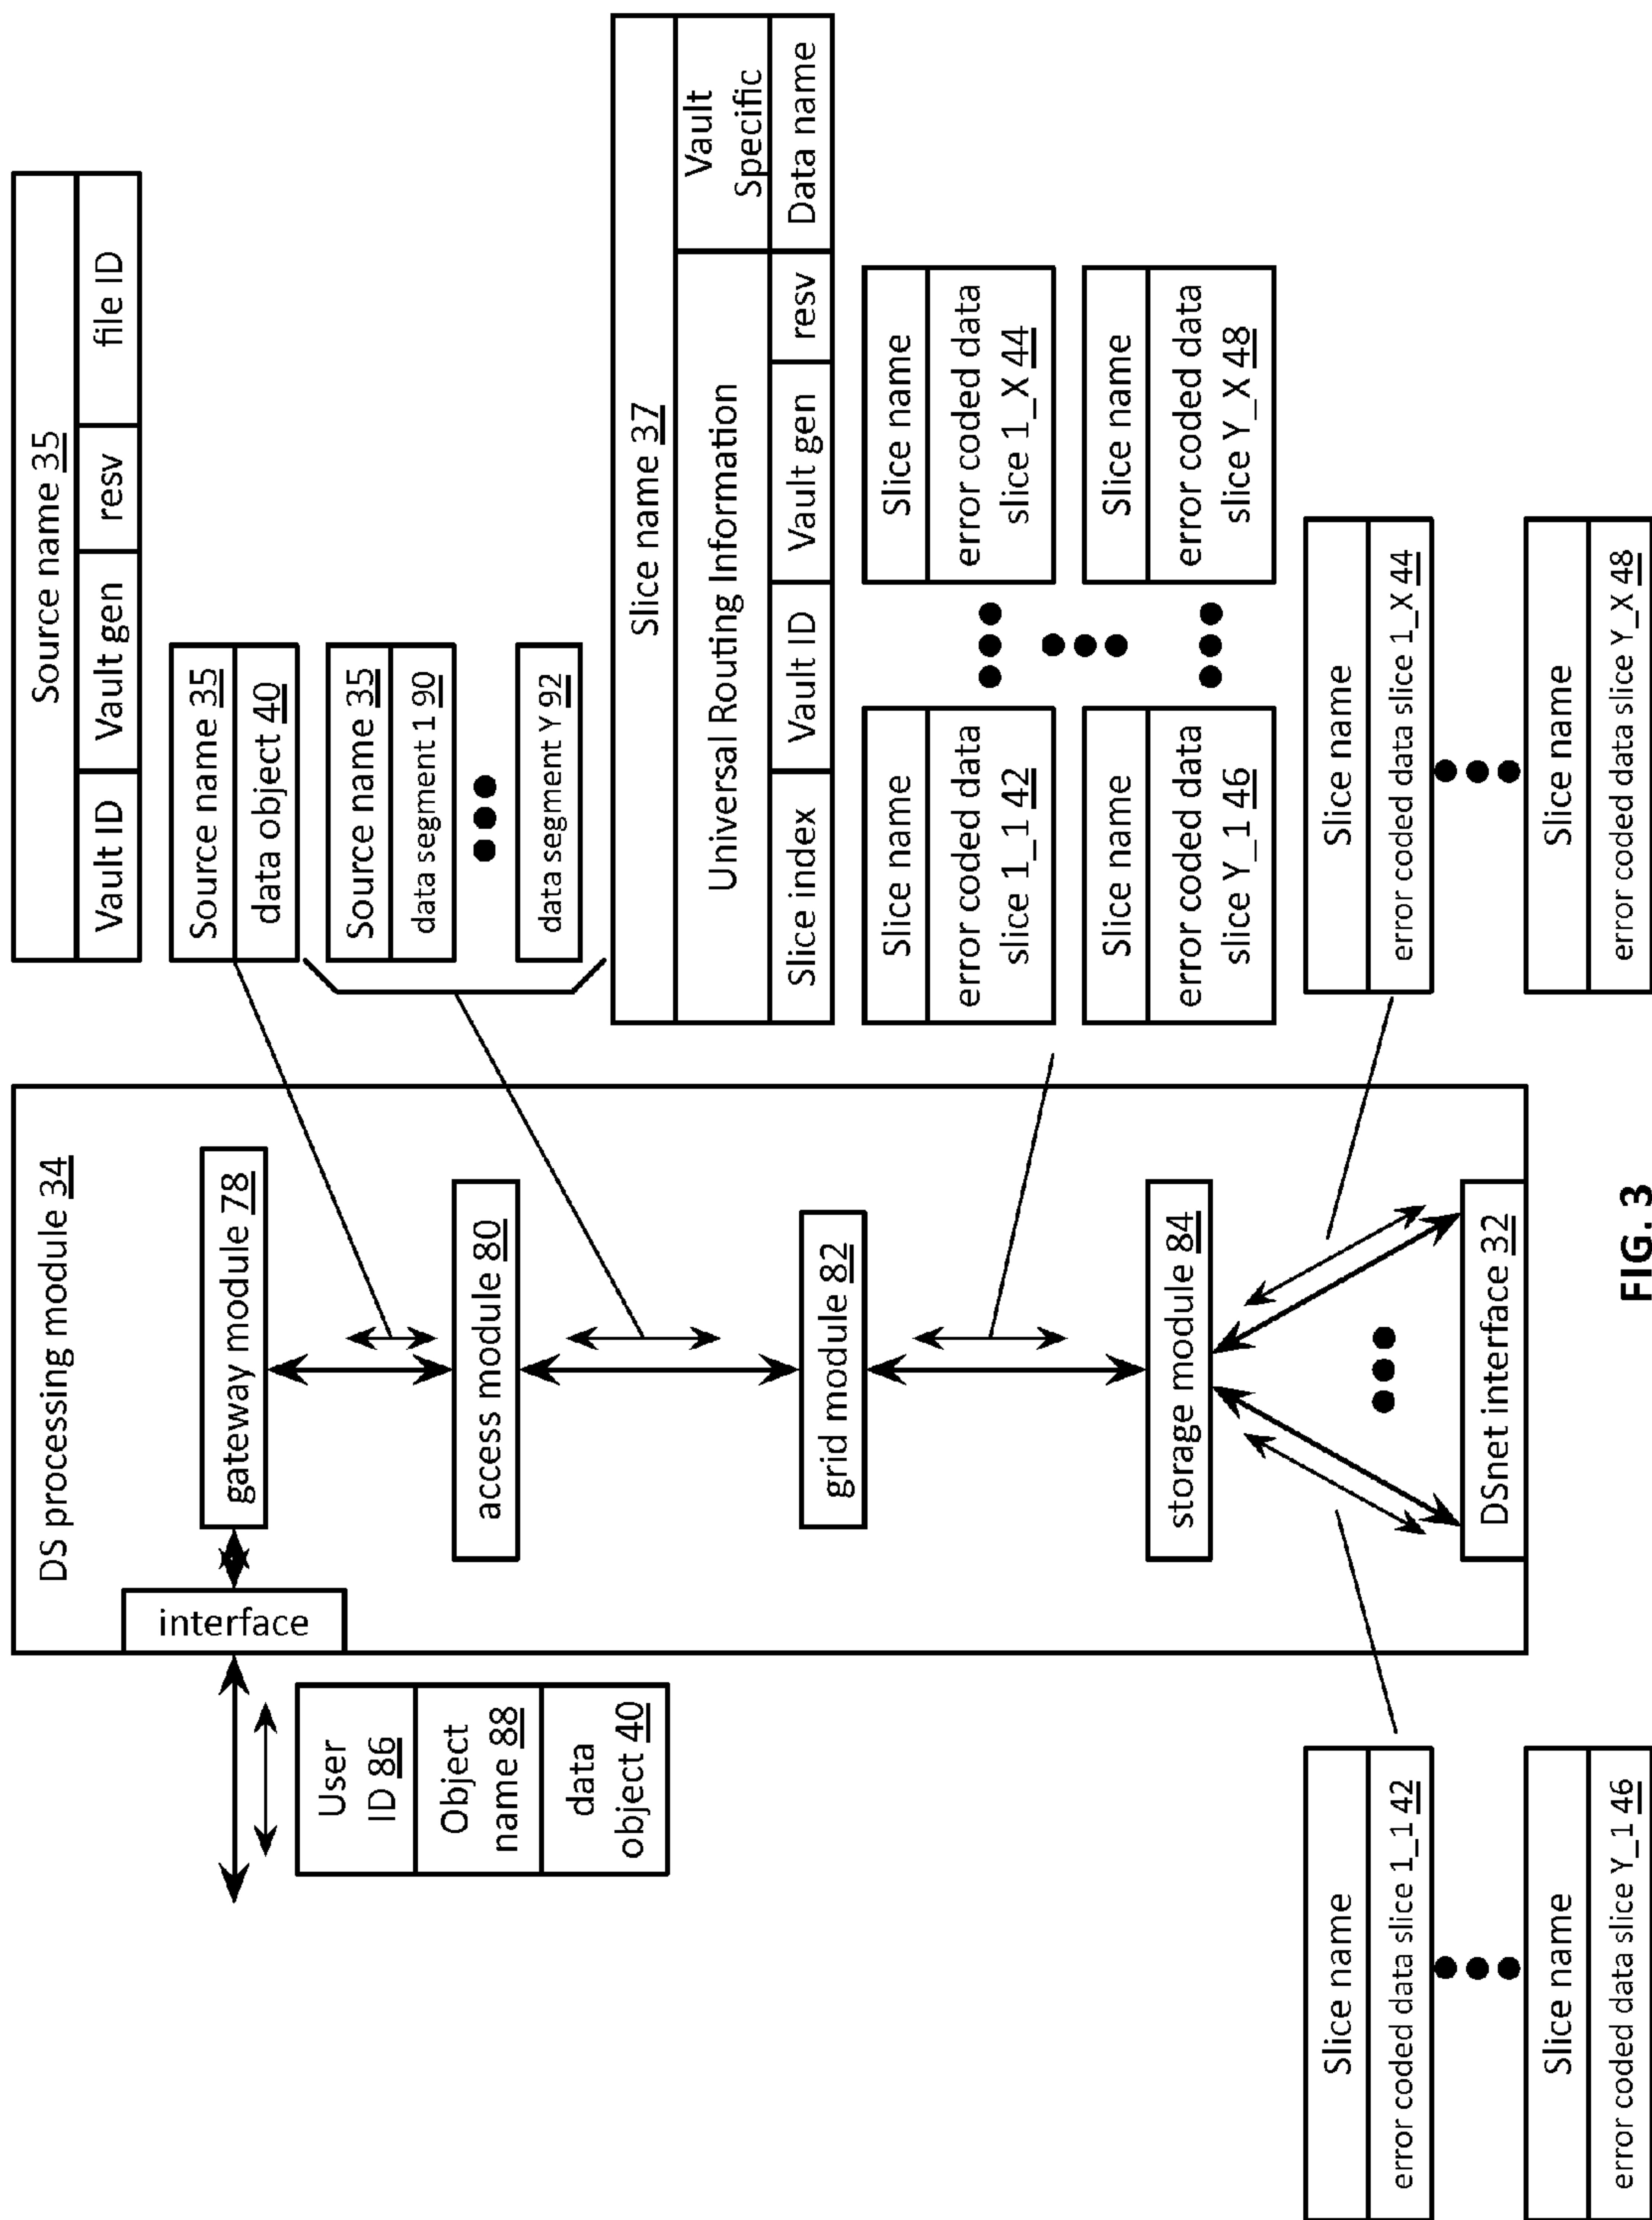 DS processing module 34
interface
gateway module 78
access module 80
grid module 82
storage module 84
DSnet interface 32
User
ID 86
Object
name 88
data
object 40
Source name 35
Vault ID
Vault gen
resv
file ID
Source name 35
data object 40
Source name 35
data segment 1 90
data segment Y 92
Slice name 37
Universal Routing Information
Vault
Specific
Slice index
Vault ID
Vault gen
resv
Data name
Slice name
error coded data
slice 1_1 42
Slice name
error coded data
slice 1_X 44
Slice name
error coded data
slice Y_1 46
Slice name
error coded data
slice Y_X 48
Slice name
error coded data slice 1_1 42
Slice name
error coded data slice Y_1 46
Slice name
error coded data slice 1_X 44
Slice name
error coded data slice Y_X 48
FIG. 3